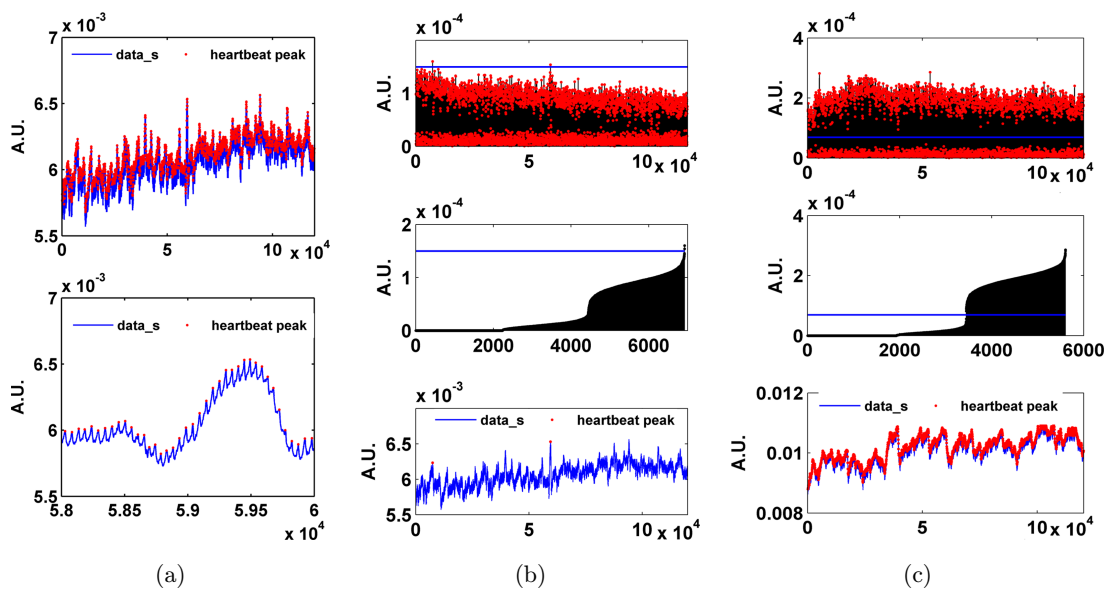 x 10⁻³
7
data_s heartbeat peak
6.5
A.U.
6
5.5
0 5 10
x 10⁴
x 10⁻³
7
data_s heartbeat peak
6.5
A.U.
6
5.5
5.8 5.85 5.9 5.95 6
x 10⁴
(a)
x 10⁻⁴
1
A.U.
0
0 5 10
x 10⁴
x 10⁻⁴
2
A.U.
1
0
0 2000 4000 6000
x 10⁻³
data_s heartbeat peak
6.5
A.U.
6
5.5
0 5 10
x 10⁴
(b)
x 10⁻⁴
4
A.U.
2
0
0 5 10
x 10⁴
x 10⁻⁴
4
A.U.
2
0
0 1000 2000 3000 4000 5000 6000
0.012
data_s heartbeat peak
A.U.
0.01
0.008
0 5 10
x 10⁴
(c)